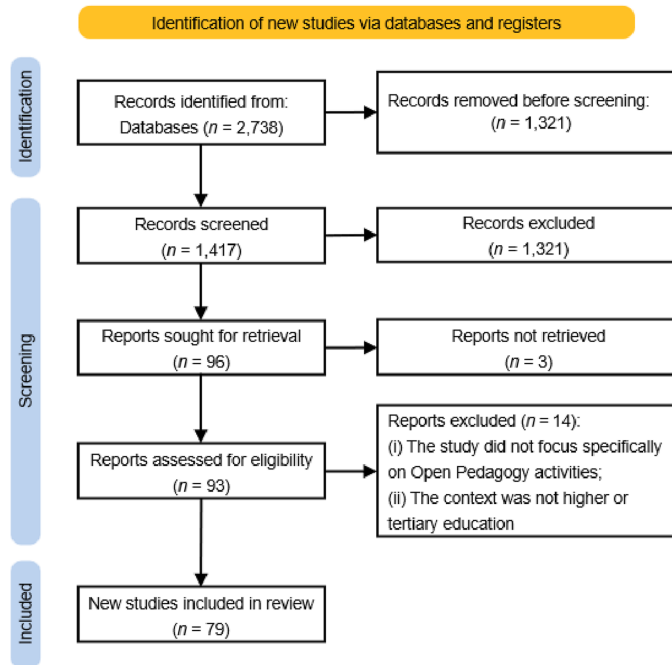 Identification of new studies via databases and registers
Identification
Records identified from:
Databases (n = 2,738)
Records removed before screening:
(n = 1,321)
Screening
Records screened
(n = 1,417)
Records excluded
(n = 1,321)
Reports sought for retrieval
(n = 96)
Reports not retrieved
(n = 3)
Reports assessed for eligibility
(n = 93)
Reports excluded (n = 14):
(i) The study did not focus specifically
on Open Pedagogy activities;
(ii) The context was not higher or
tertiary education
Included
New studies included in review
(n = 79)